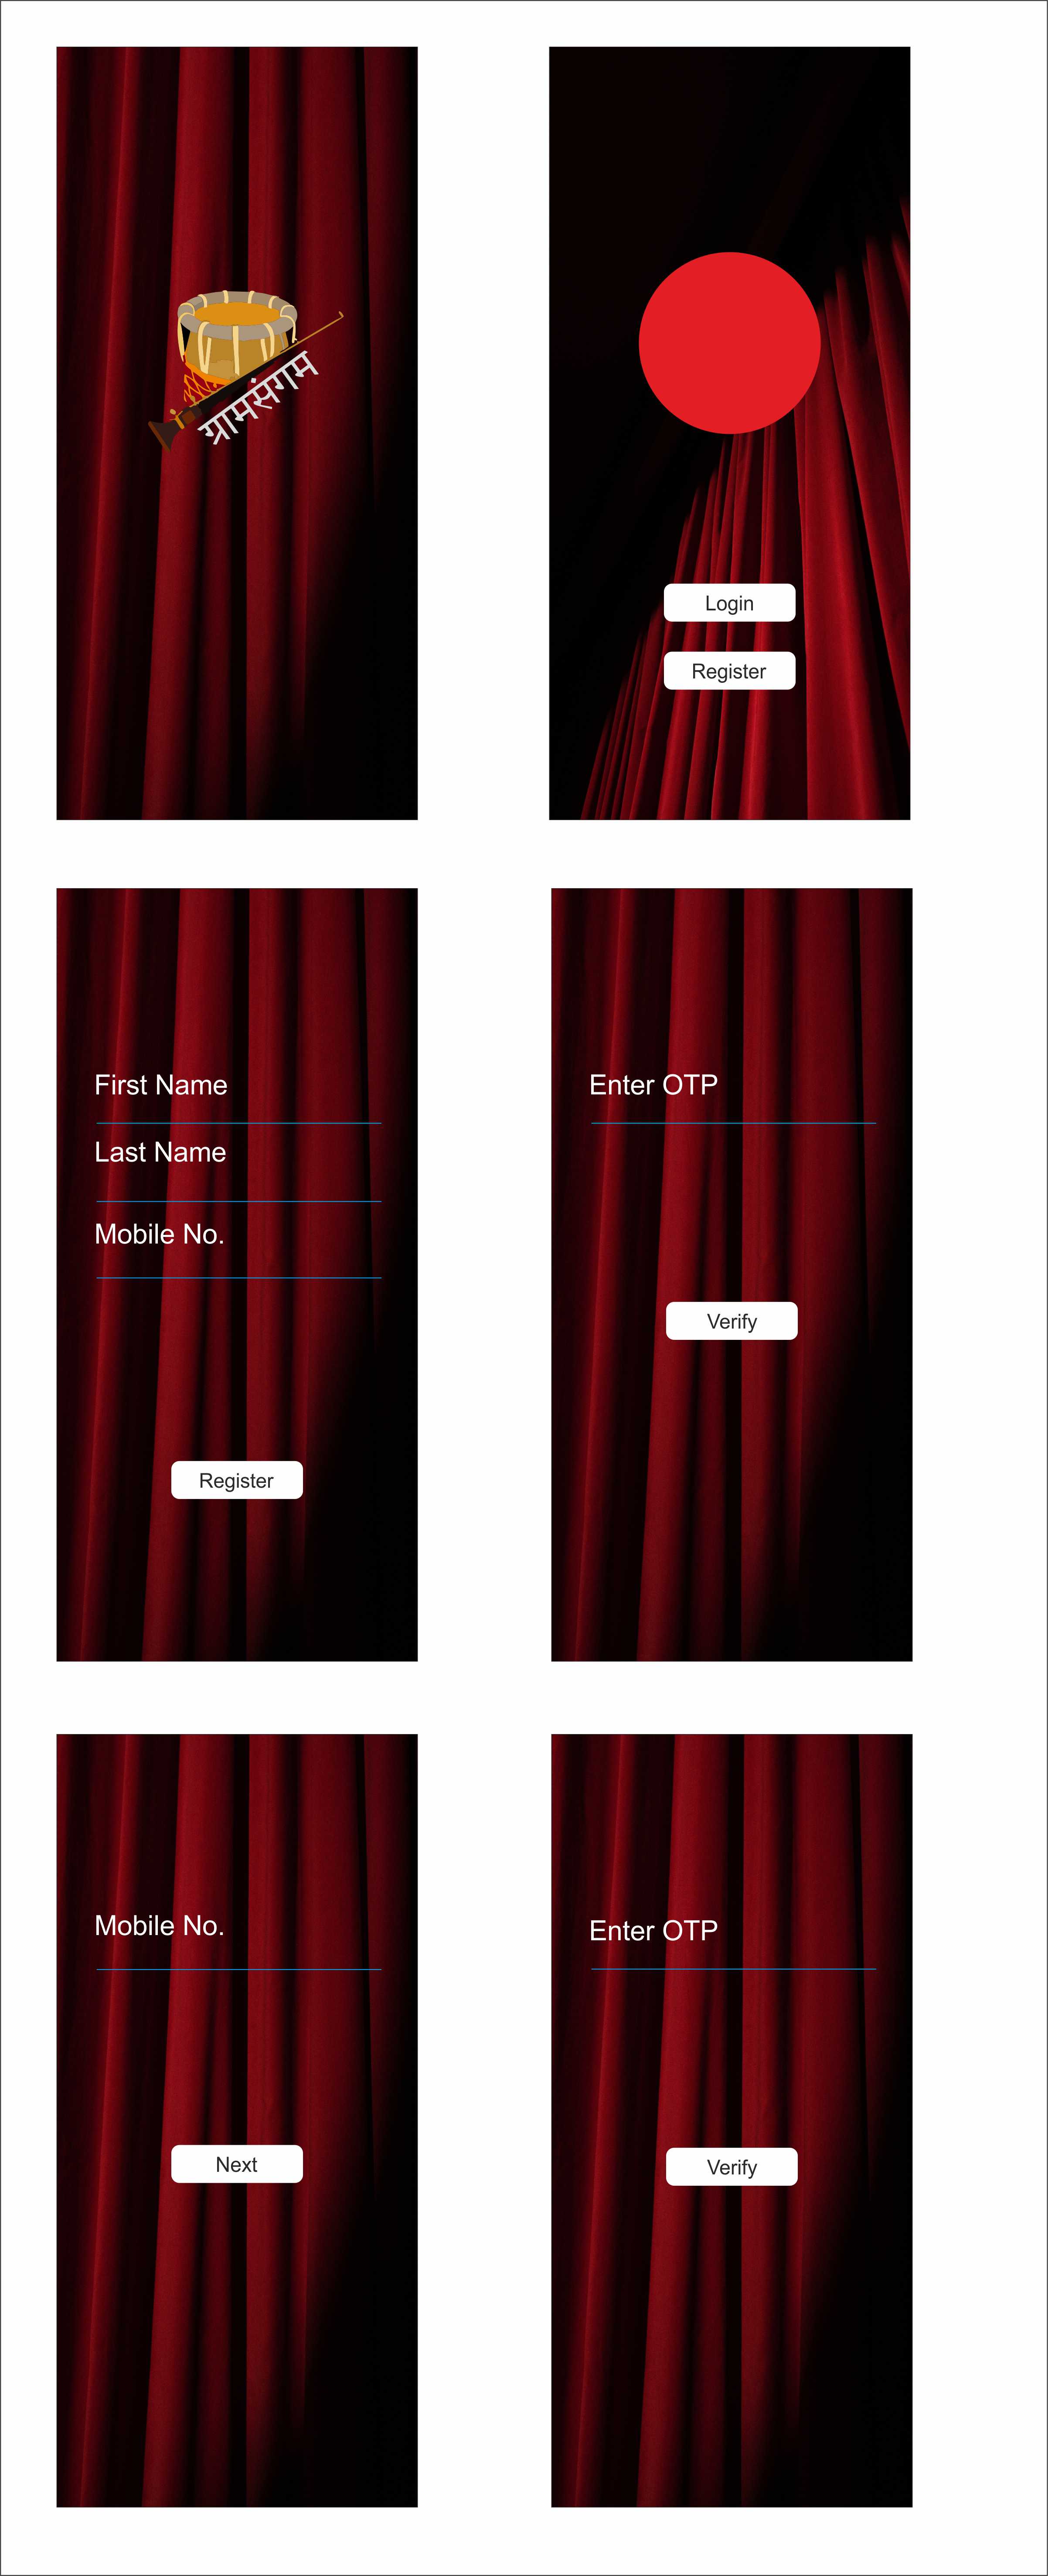 ग्रामसंगम
Login
Register
First Name
Last Name
Mobile No.
Register
Enter OTP
Verify
Mobile No.
Next
Enter OTP
Verify